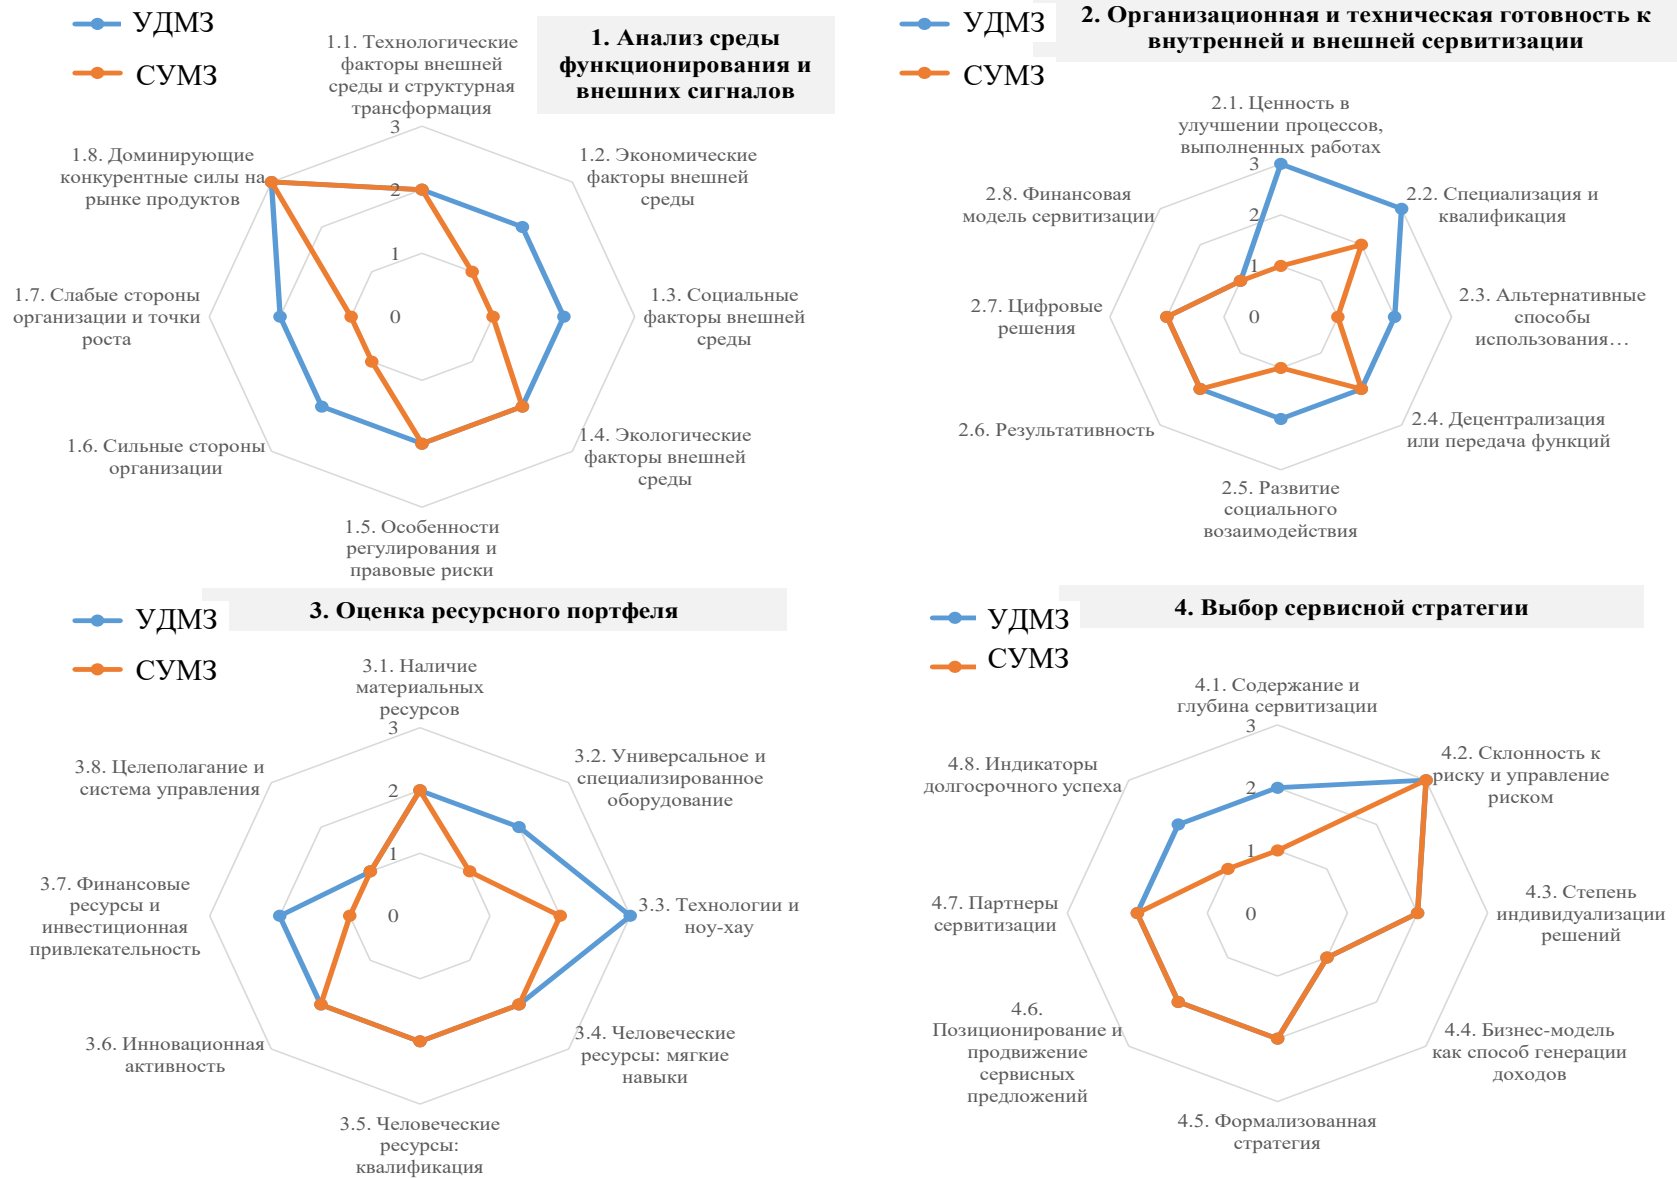 УДМЗ
СУМЗ
1. Анализ среды
функционирования и
внешних сигналов
1.1. Технологические
факторы внешней
среды и структурная
трансформация
1.2. Экономические
факторы внешней
среды
1.3. Социальные
факторы внешней
среды
1.4. Экологические
факторы внешней
среды
1.5. Особенности
регулирования и
правовые риски
1.6. Сильные стороны
организации
1.7. Слабые стороны
организации и точки
роста
1.8. Доминирующие
конкурентные силы на
рынке продуктов
3
2
1
0
УДМЗ
СУМЗ
2. Организационная и техническая готовность к
внутренней и внешней сервитизации
2.1. Ценность в
улучшении процессов,
выполненных работах
2.2. Специализация и
квалификация
2.3. Альтернативные
способы
использования…
2.4. Децентрализация
или передача функций
2.5. Развитие
социального
возаимодействия
2.6. Результативность
2.7. Цифровые
решения
2.8. Финансовая
модель сервитизации
3
2
1
0
УДМЗ
СУМЗ
3. Оценка ресурсного портфеля
3.1. Наличие
материальных
ресурсов
3.2. Универсальное и
специализированное
оборудование
3.3. Технологии и
ноу-хау
3.4. Человеческие
ресурсы: мягкие
навыки
3.5. Человеческие
ресурсы:
квалификация
3.6. Инновационная
активность
3.7. Финансовые
ресурсы и
инвестиционная
привлекательность
3.8. Целеполагание и
система управления
3
2
1
0
УДМЗ
СУМЗ
4. Выбор сервисной стратегии
4.1. Содержание и
глубина сервитизации
4.2. Склонность к
риску и управление
риском
4.3. Степень
индивидуализации
решений
4.4. Бизнес-модель
как способ генерации
доходов
4.5. Формализованная
стратегия
4.6.
Позиционирование и
продвижение
сервисных
предложений
4.7. Партнеры
сервитизации
4.8. Индикаторы
долгосрочного успеха
3
2
1
0